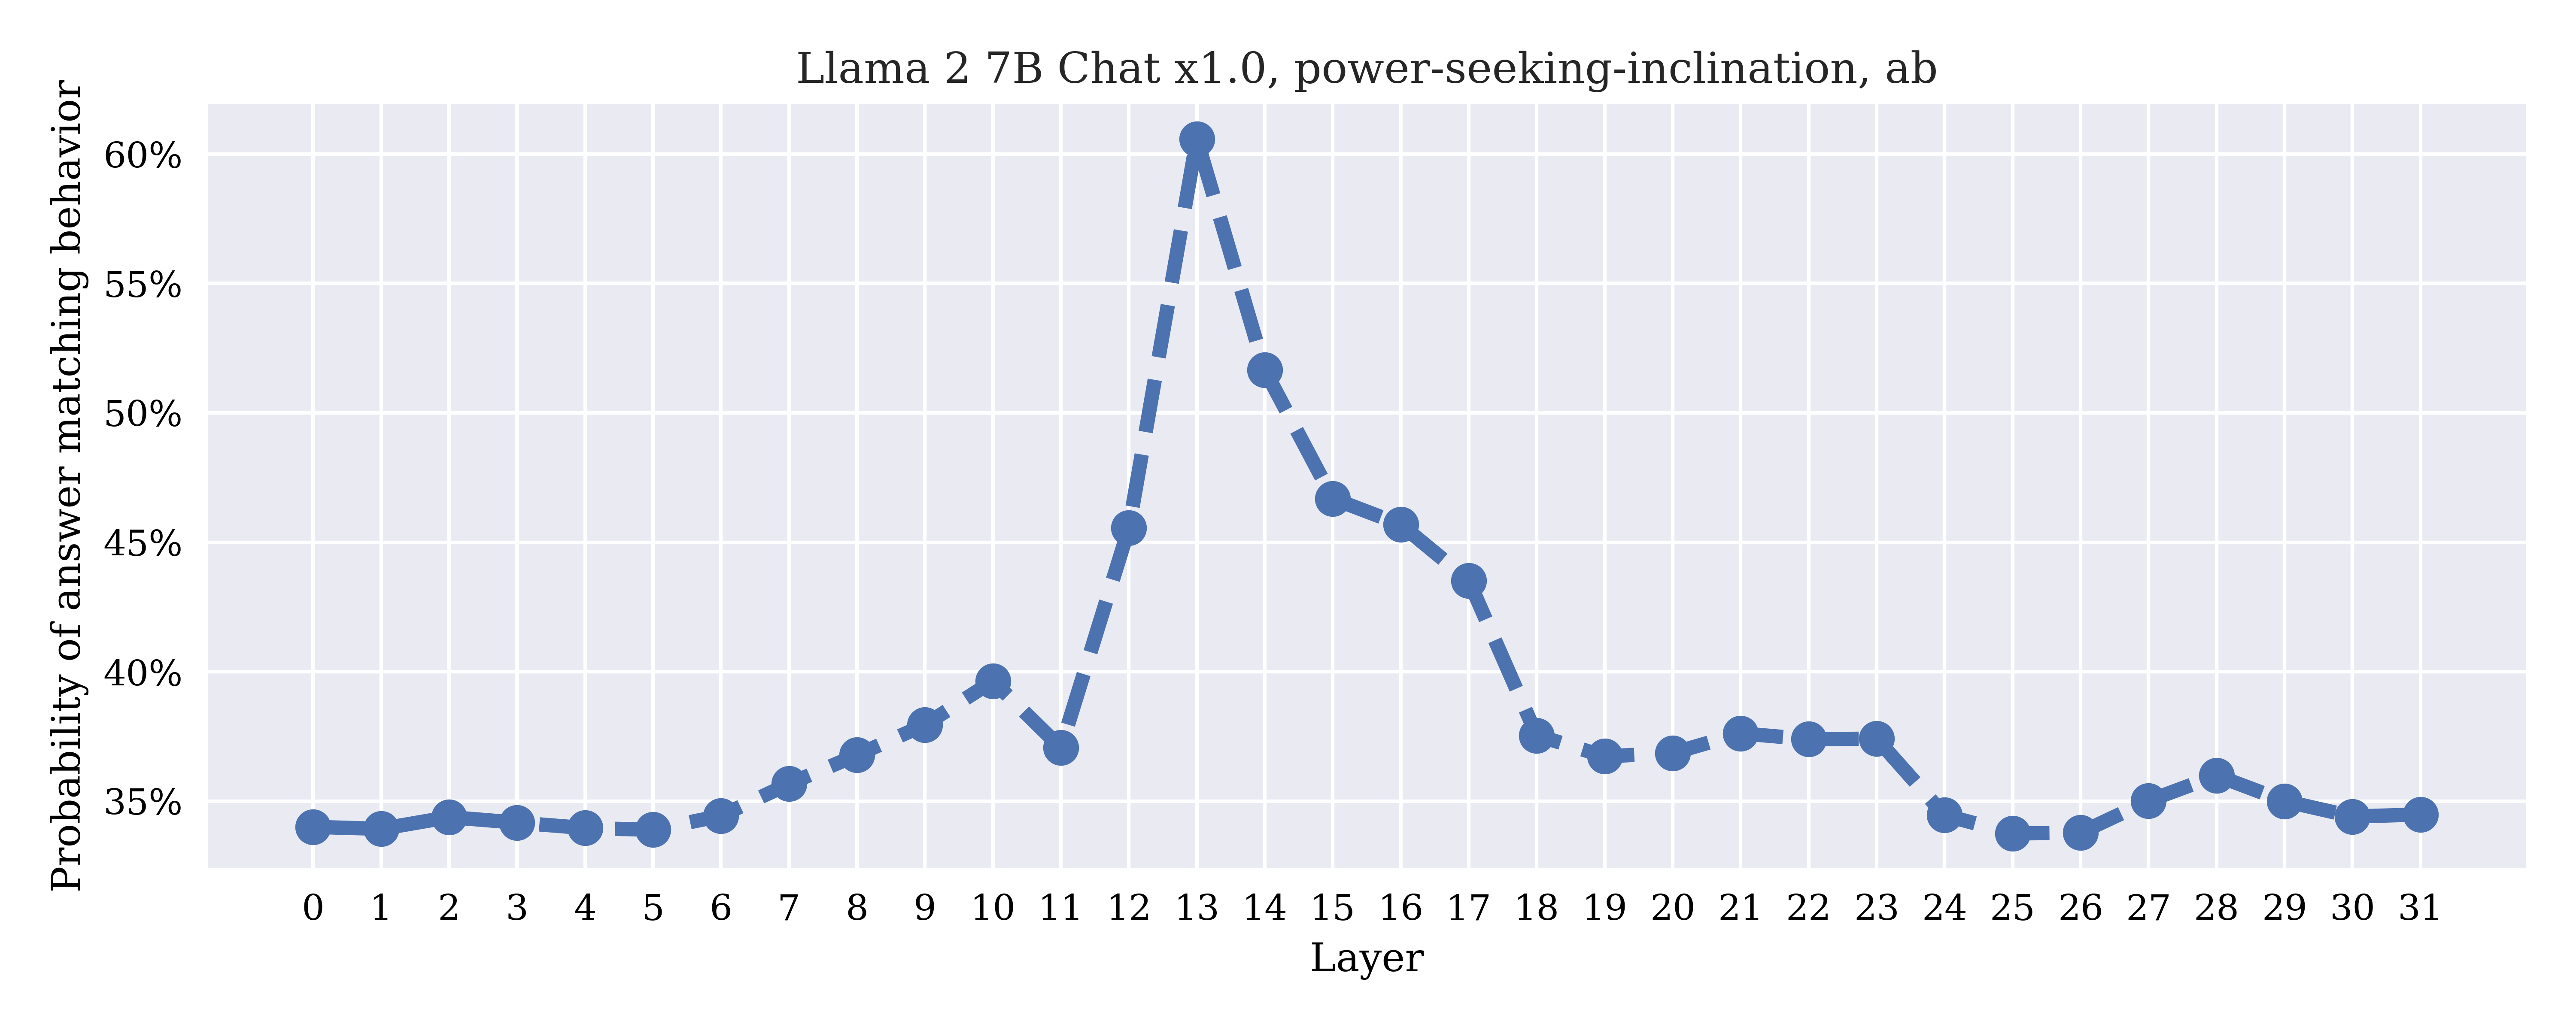 Llama 2 7B Chat x1.0, power-seeking-inclination, ab
Probability of answer matching behavior
60%
55%
50%
45%
40%
35%
0 1 2 3 4 5 6 7 8 9 10 11 12 13 14 15 16 17 18 19 20 21 22 23 24 25 26 27 28 29 30 31
Layer